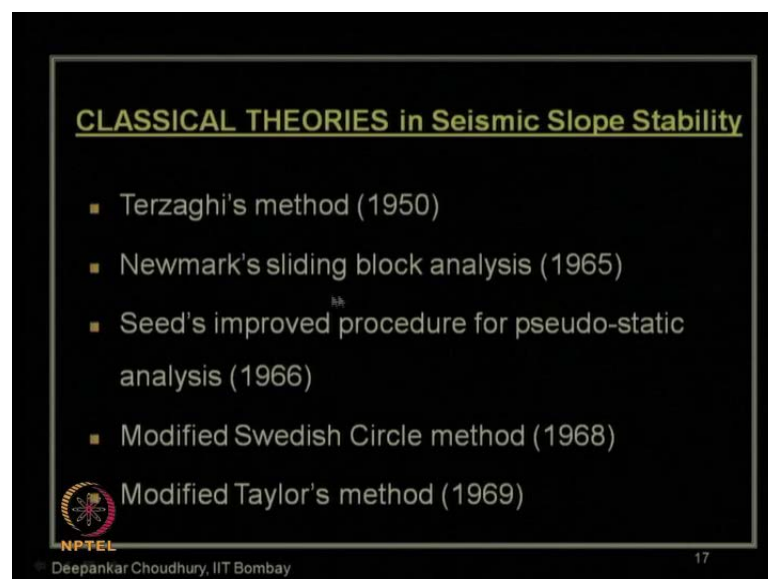 CLASSICAL THEORIES in Seismic Slope Stability
▪ Terzaghi's method (1950)
▪ Newmark's sliding block analysis (1965)
▪ Seed's improved procedure for pseudo-static
analysis (1966)
▪ Modified Swedish Circle method (1968)
▪ Modified Taylor's method (1969)
NPTEL
Deepankar Choudhury, IIT Bombay
17